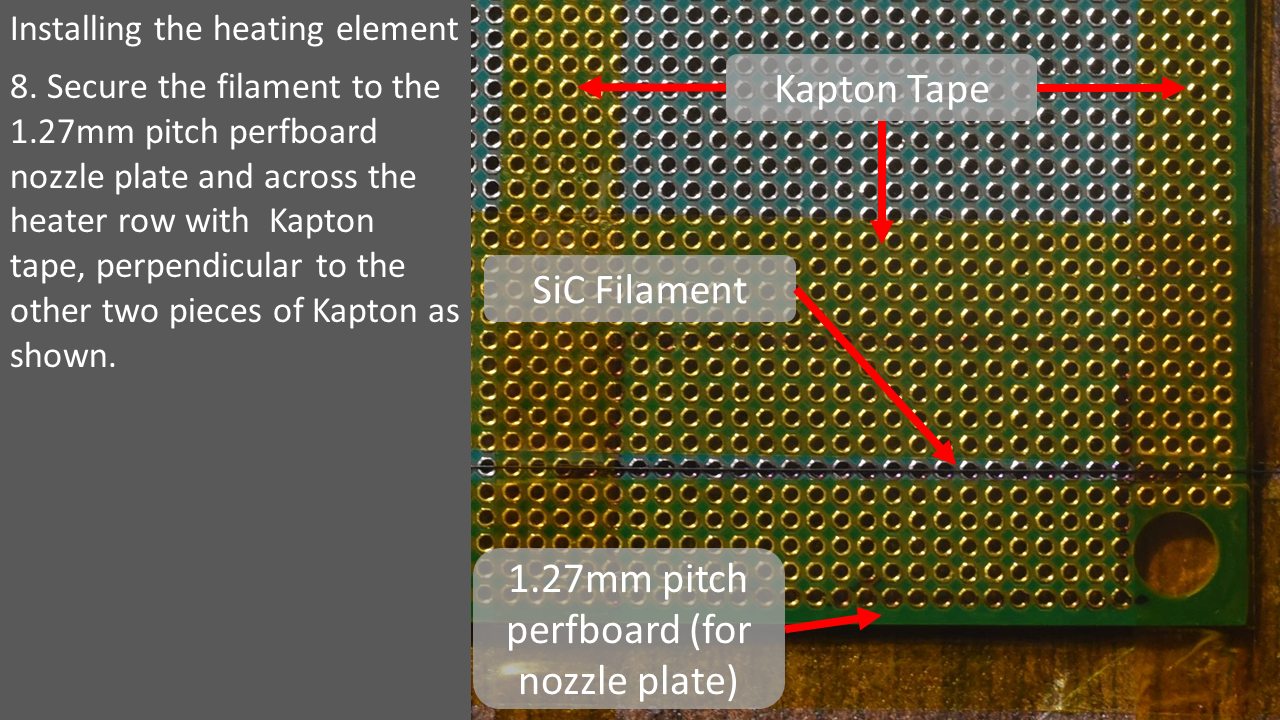 Installing the heating element
8. Secure the filament to the
1.27mm pitch perfboard
nozzle plate and across the
heater row with  Kapton
tape, perpendicular to the
other two pieces of Kapton as
shown.
Kapton Tape
SiC Filament
1.27mm pitch
perfboard (for
nozzle plate)